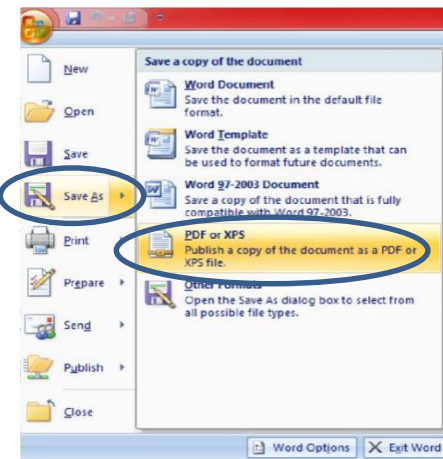 New
Open
Save
Save As
Print
Prepare
Send
Publish
Close
Save a copy of the document
Word Document
Save the document in the default file
format.
Word Template
Save the document as a template that can
be used to format future documents.
Word 97-2003 Document
Save a copy of the document that is fully
compatible with Word 97-2003.
PDF or XPS
Publish a copy of the document as a PDF or
XPS file.
Other Formats
Open the Save As dialog box to select from
all possible file types.
Word Options
Exit Word